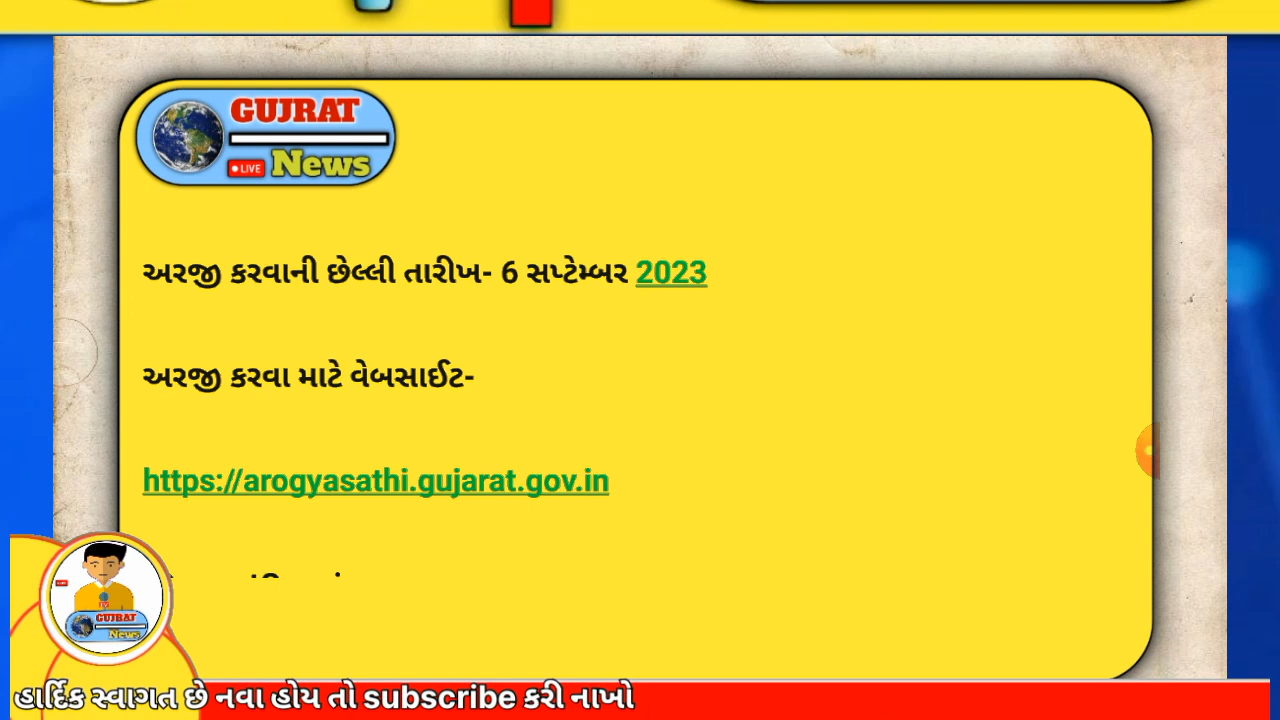 GUJRAT
LIVE News
અરજી કરવાની છેલ્લી તારીખ- 6 સપ્ટેમ્બર 2023
અરજી કરવા માટે વેબસાઈટ-
https://arogyasathi.gujarat.gov.in
GUJRAT
News
હાર્દિક સ્વાગત છે નવા હોય તો subscribe કરી નાખો